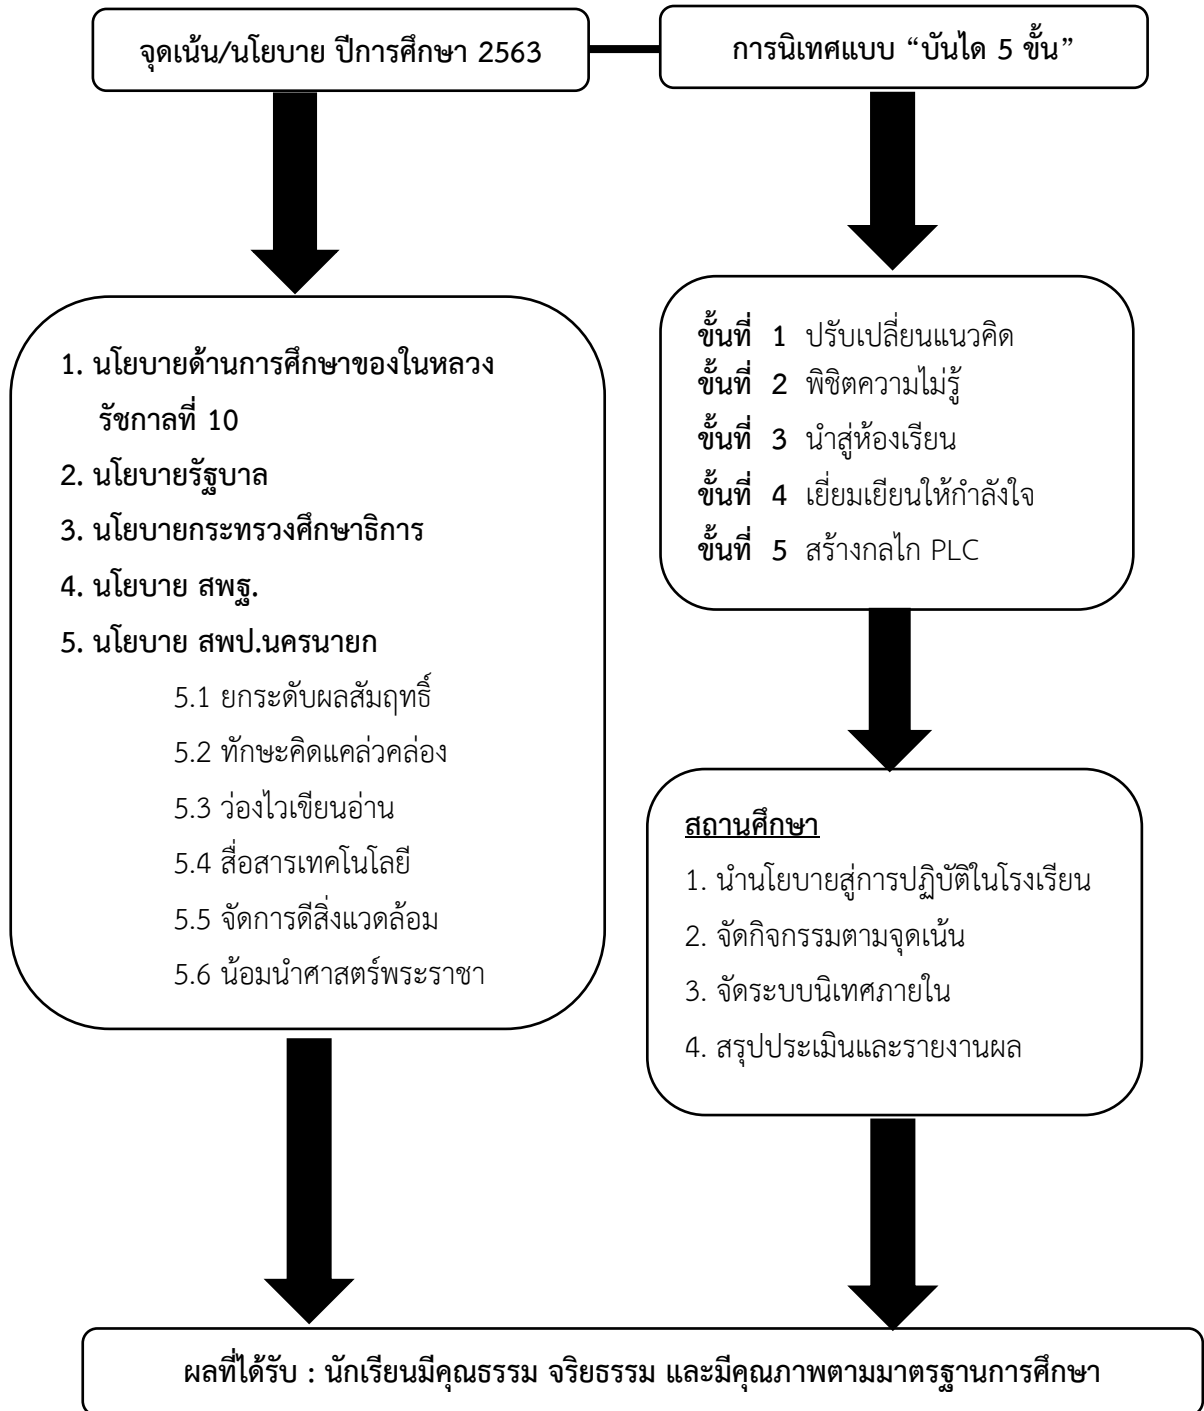 จุดเน้น/นโยบาย ปีการศึกษา 2563
การนิเทศแบบ “บันได 5 ขั้น”
1. นโยบายด้านการศึกษาของในหลวง
รัชกาลที่ 10
2. นโยบายรัฐบาล
3. นโยบายกระทรวงศึกษาธิการ
4. นโยบาย สพฐ.
5. นโยบาย สพป.นครนายก
5.1 ยกระดับผลสัมฤทธิ์
5.2 ทักษะคิดแคล่วคล่อง
5.3 ว่องไวเขียนอ่าน
5.4 สื่อสารเทคโนโลยี
5.5 จัดการดีสิ่งแวดล้อม
5.6 น้อมนำศาสตร์พระราชา
ขั้นที่ 1 ปรับเปลี่ยนแนวคิด
ขั้นที่ 2 พิชิตความไม่รู้
ขั้นที่ 3 นำสู่ห้องเรียน
ขั้นที่ 4 เยี่ยมเยียนให้กำลังใจ
ขั้นที่ 5 สร้างกลไก PLC
สถานศึกษา
1. นำนโยบายสู่การปฏิบัติในโรงเรียน
2. จัดกิจกรรมตามจุดเน้น
3. จัดระบบนิเทศภายใน
4. สรุปประเมินและรายงานผล
ผลที่ได้รับ : นักเรียนมีคุณธรรม จริยธรรม และมีคุณภาพตามมาตรฐานการศึกษา